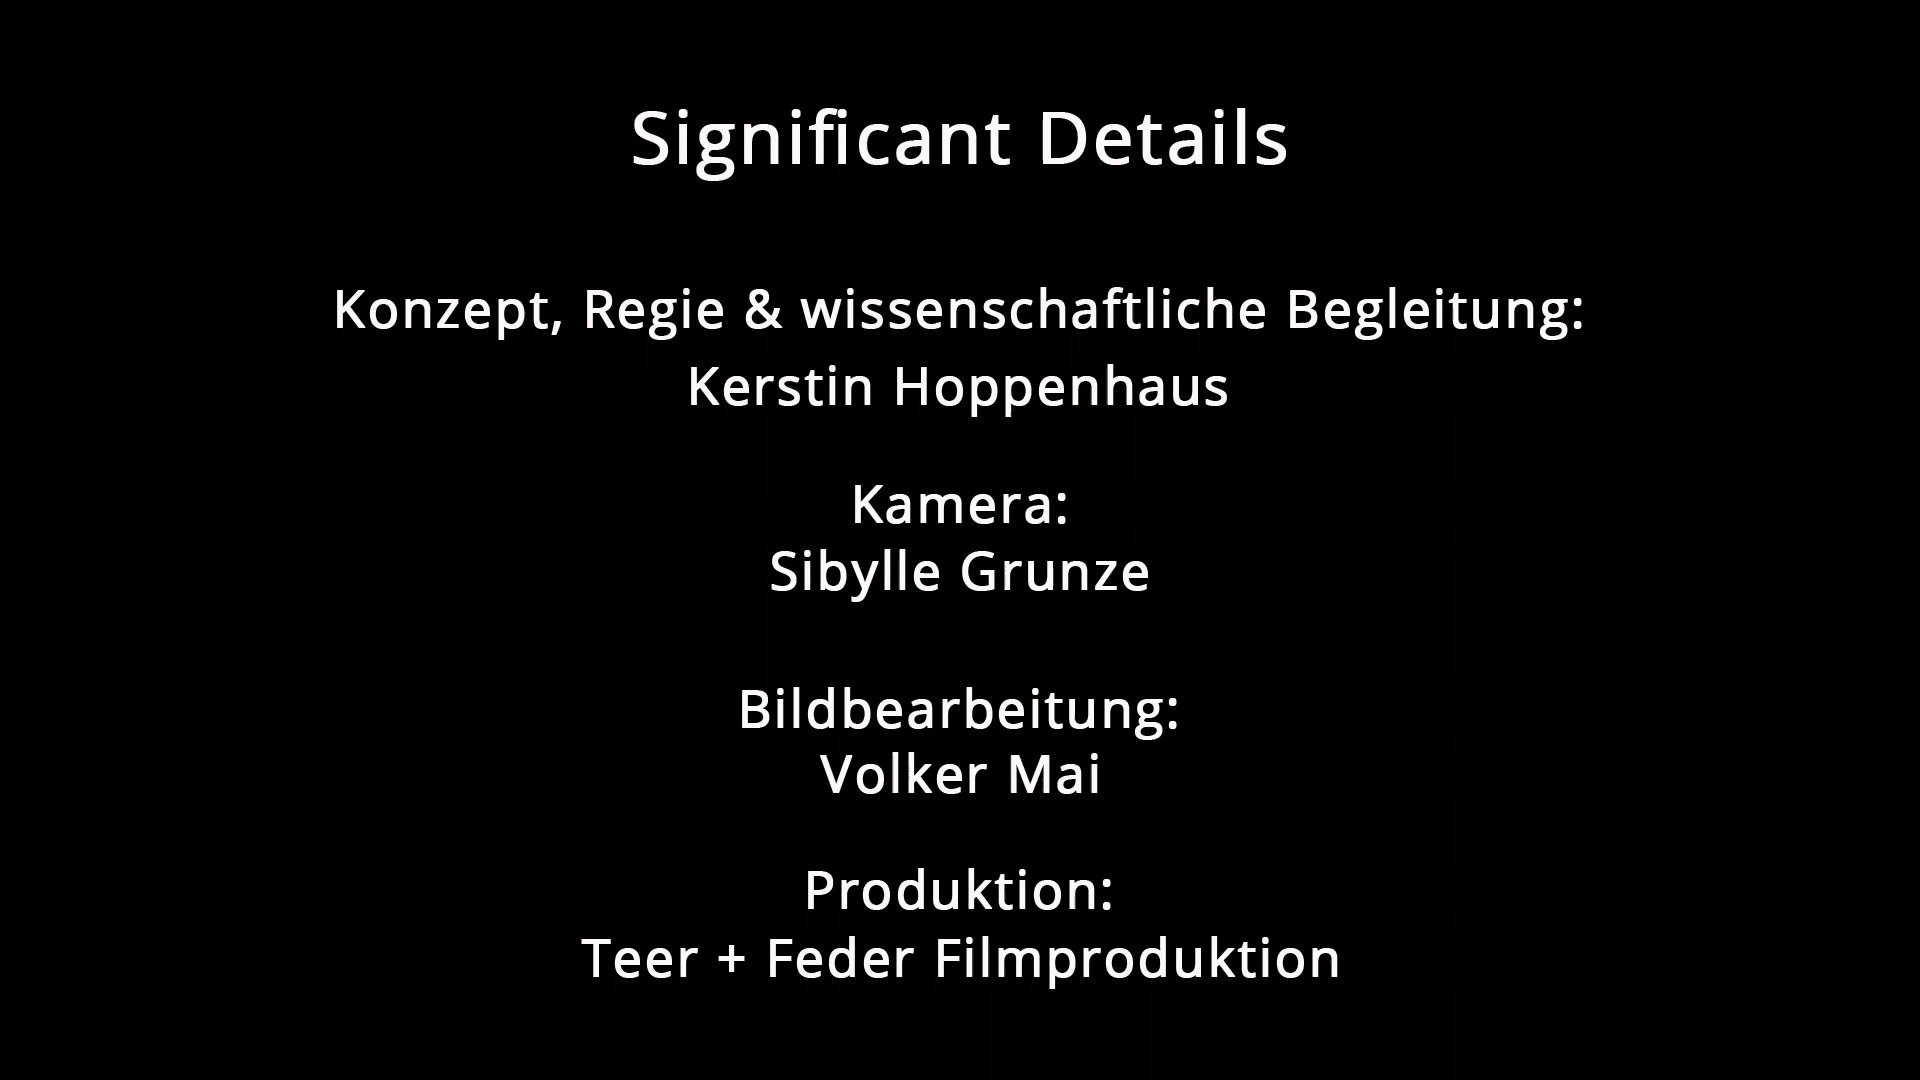 Significant Details
Konzept, Regie & wissenschaftliche Begleitung:
Kerstin Hoppenhaus
Kamera:
Sibylle Grunze
Bildbearbeitung:
Volker Mai
Produktion:
Teer + Feder Filmproduktion